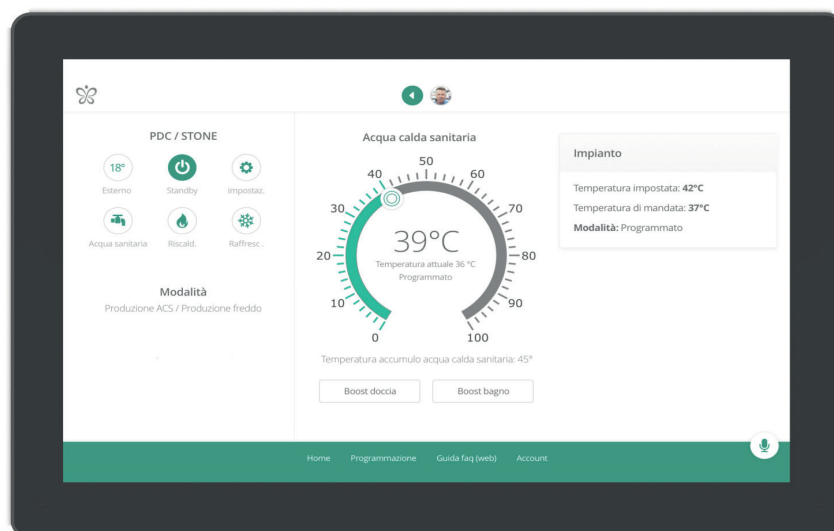 PDC / STONE
18°
Esterno
Standby
impostaz.
Acqua sanitaria
Riscald.
Raffresc .
Modalità
Produzione ACS / Produzione freddo
Acqua calda sanitaria
0
10
20
30
40
50
60
70
80
90
100
39°C
Temperatura attuale 36 °C
Programmato
Temperatura accumulo acqua calda sanitaria: 45°
Boost doccia
Boost bagno
Impianto
Temperatura impostata: 42°C
Temperatura di mandata: 37°C
Modalità: Programmato
Home
Programmazione
Guida faq (web)
Account